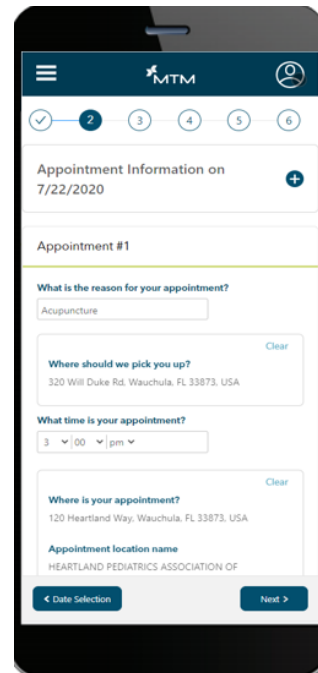 MTM
2 3 4 5 6
Appointment Information on
7/22/2020
Appointment #1
What is the reason for your appointment?
Acupuncture
Clear
Where should we pick you up?
320 Will Duke Rd, Wauchula, FL 33873, USA
What time is your appointment?
3 00 pm
Clear
Where is your appointment?
120 Heartland Way, Wauchula, FL 33873, USA
Appointment location name
HEARTLAND PEDIATRICS ASSOCIATION OF
< Date Selection Next >